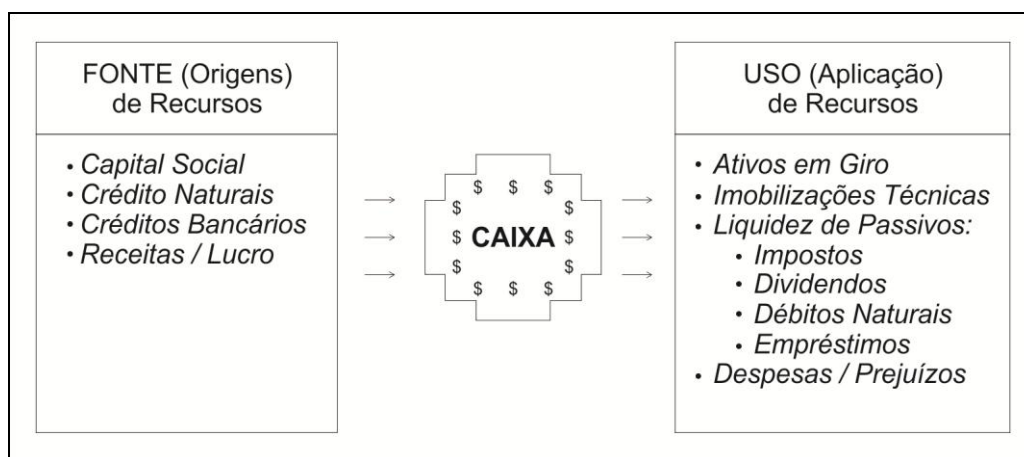 FONTE (Origens)
de Recursos
• Capital Social
• Crédito Naturais
• Créditos Bancários
• Receitas / Lucro
$ $ $
$ $
$ CAIXA $
$ $
$ $ $
USO (Aplicação)
de Recursos
• Ativos em Giro
• Imobilizações Técnicas
• Liquidez de Passivos:
• Impostos
• Dividendos
• Débitos Naturais
• Empréstimos
• Despesas / Prejuízos